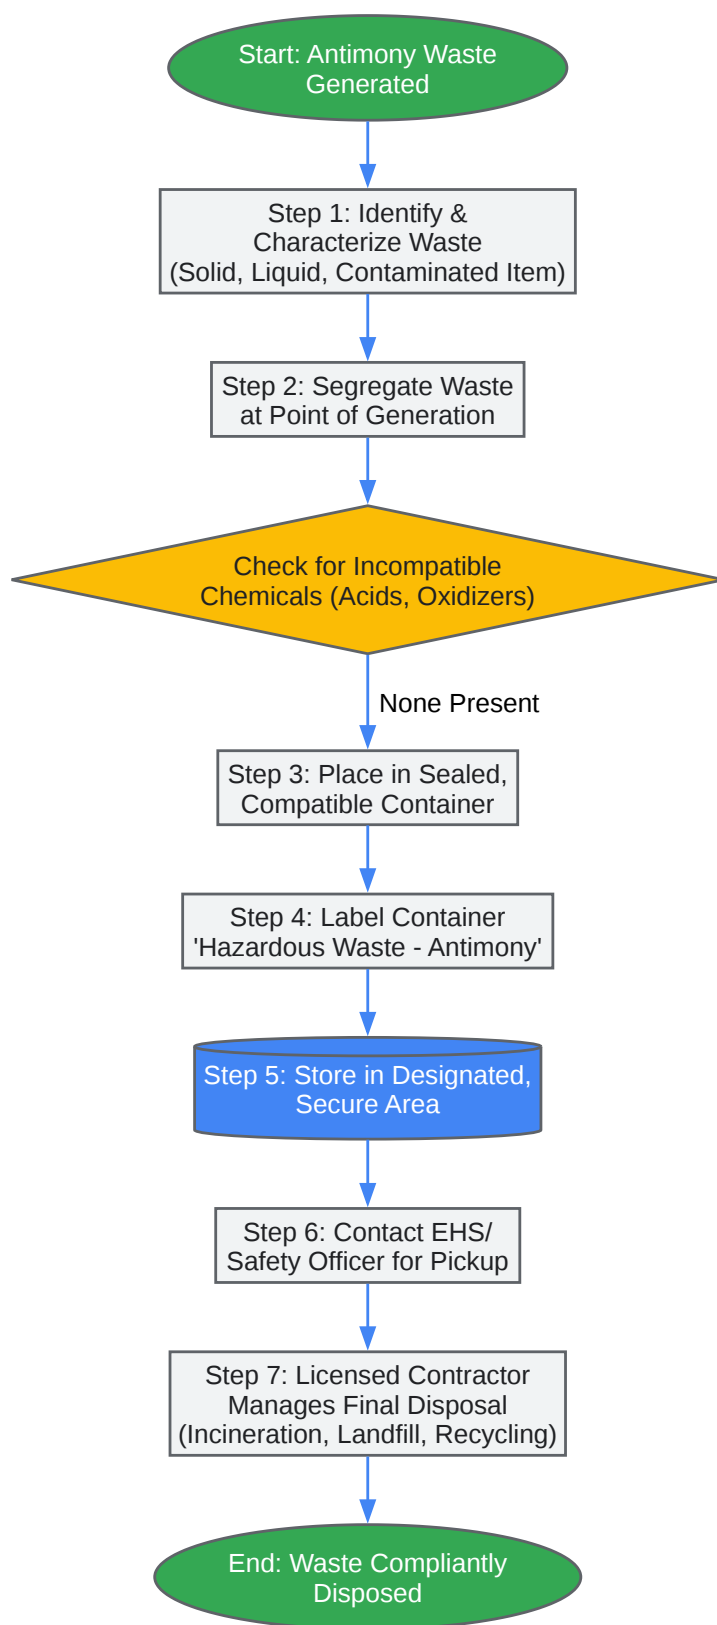 Start: Antimony Waste
Generated
Step 1: Identify &
Characterize Waste
(Solid, Liquid, Contaminated Item)
Step 2: Segregate Waste
at Point of Generation
Check for Incompatible
Chemicals (Acids, Oxidizers)
None Present
Step 3: Place in Sealed,
Compatible Container
Step 4: Label Container
'Hazardous Waste - Antimony'
Step 5: Store in Designated,
Secure Area
Step 6: Contact EHS/
Safety Officer for Pickup
Step 7: Licensed Contractor
Manages Final Disposal
(Incineration, Landfill, Recycling)
End: Waste Compliantly
Disposed